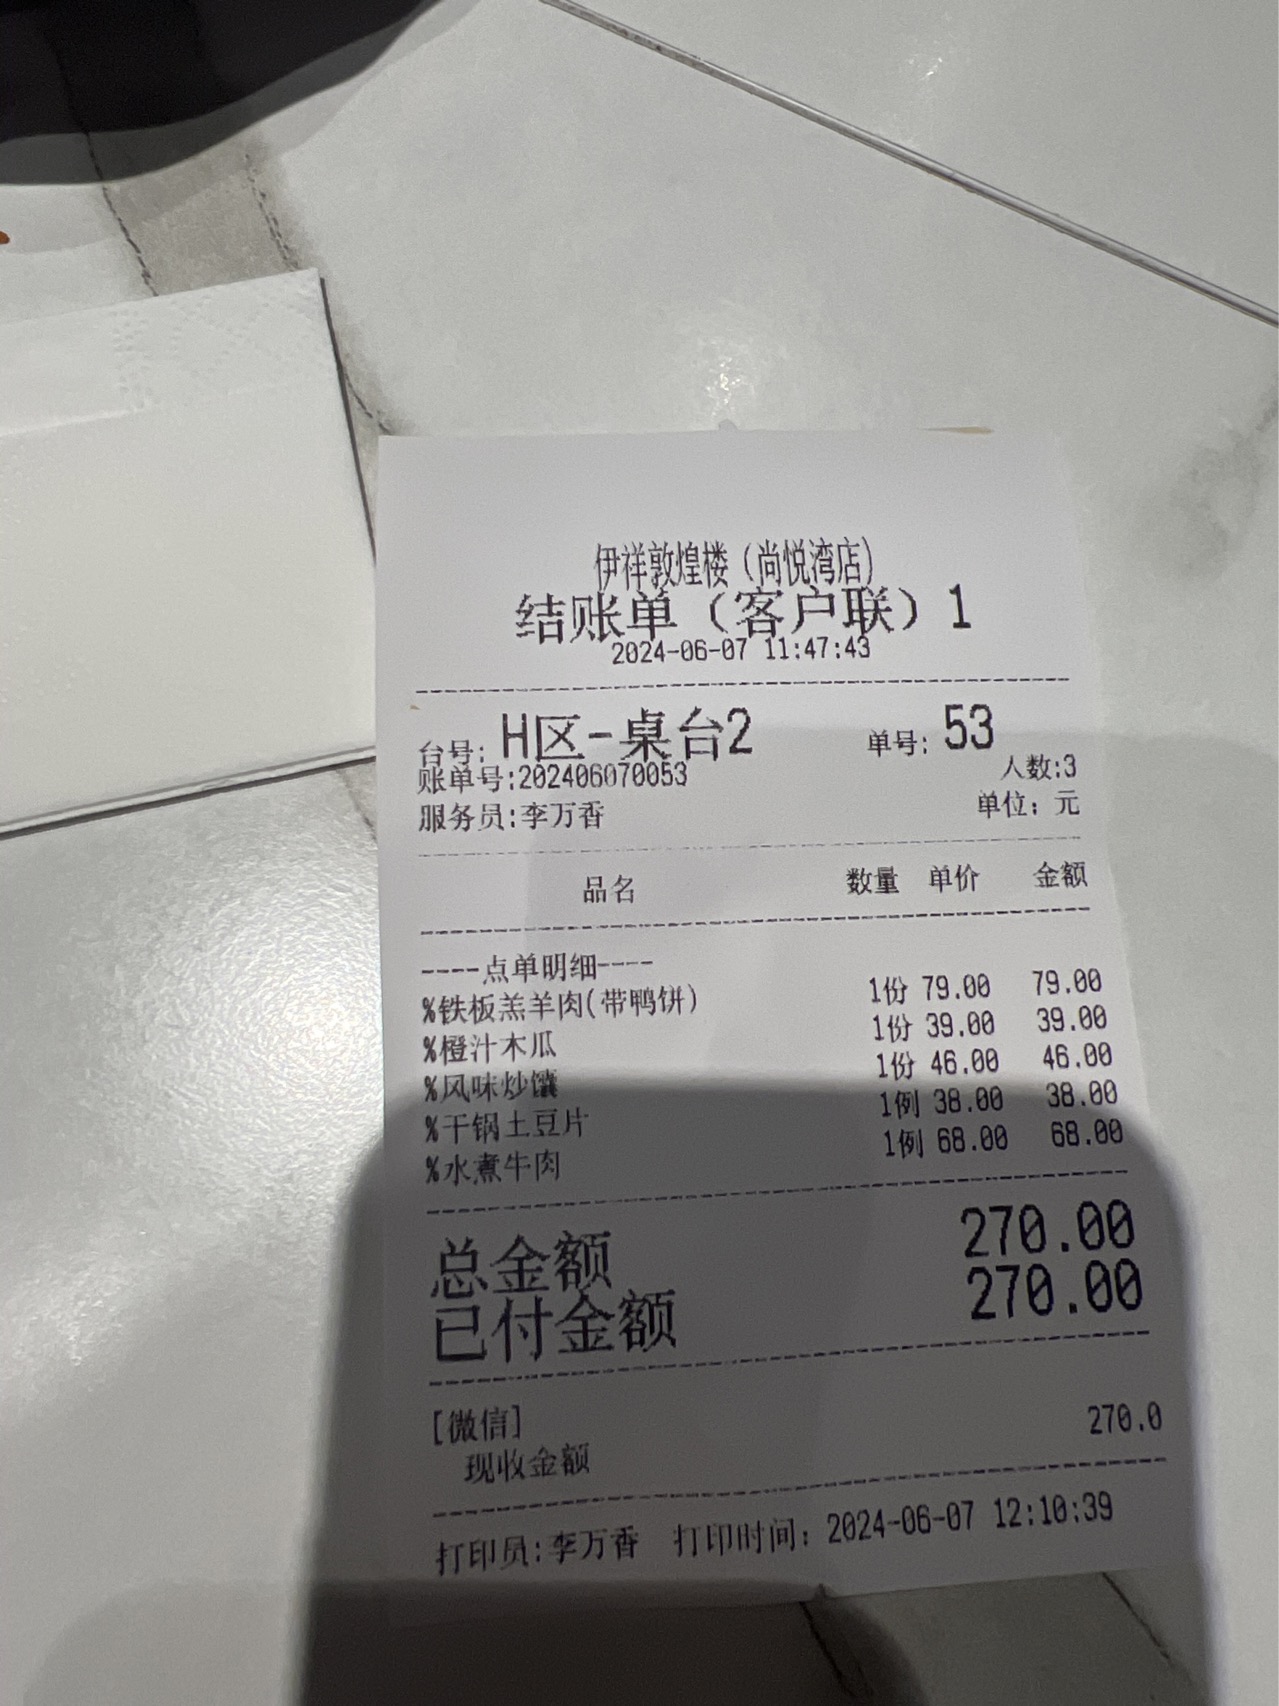 伊祥敦煌楼（尚悦湾店）
结账单（客户联）1
2024-06-07 11:47:43
台号: H区-桌台2 单号: 53
账单号:202406070053 人数:3
服务员:李万香 单位: 元
品名 数量 单价 金额
----点单明细----
%铁板羔羊肉(带鸭饼) 1份 79.00 79.00
%橙汁木瓜 1份 39.00 39.00
%风味炒馕 1份 46.00 46.00
%干锅土豆片 1例 38.00 38.00
%水煮牛肉 1例 68.00 68.00
总金额 270.00
已付金额 270.00
[微信] 270.0
现收金额
打印员:李万香 打印时间: 2024-06-07 12:10:39